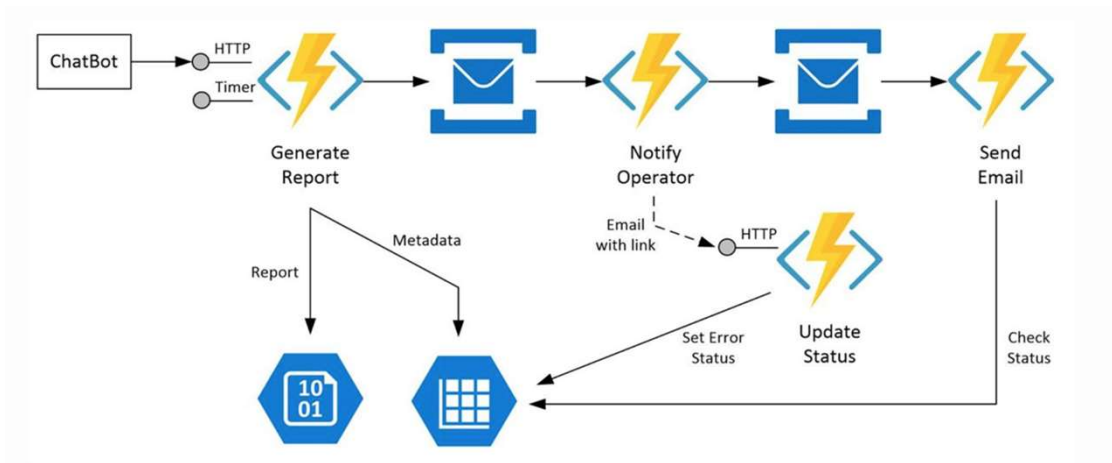 ChatBot
HTTP
Timer
Generate
Report
Notify
Operator
Send
Email
Email
with link
HTTP
Metadata
Report
Update
Status
Set Error
Status
Check
Status
10
01